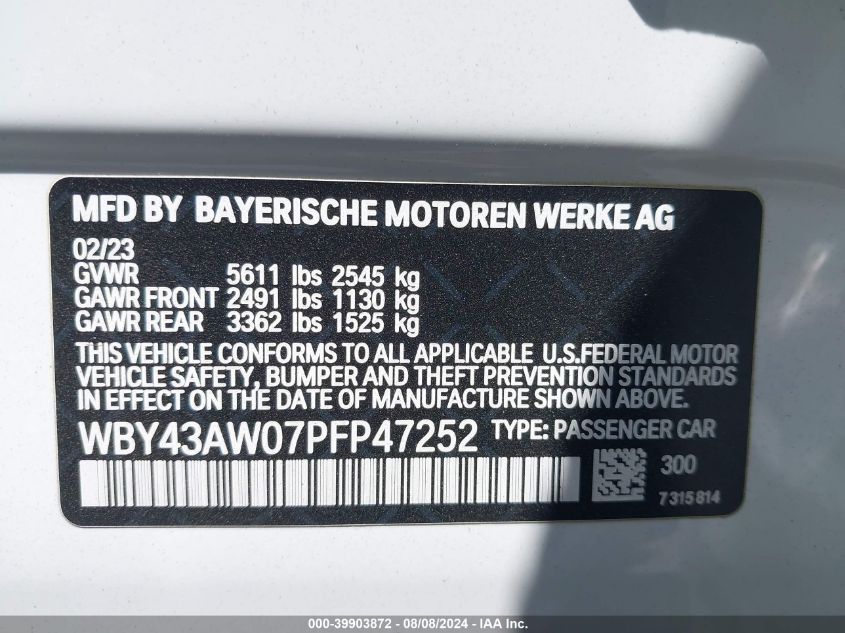 MFD BY BAYERISCHE MOTOREN WERKE AG
02/23
GVWR 5611 lbs 2545 kg
GAWR FRONT 2491 lbs 1130 kg
GAWR REAR 3362 lbs 1525 kg
THIS VEHICLE CONFORMS TO ALL APPLICABLE U.S.FEDERAL MOTOR
VEHICLE SAFETY, BUMPER AND THEFT PREVENTION STANDARDS
IN EFFECT ON THE DATE OF MANUFACTURE SHOWN ABOVE.
WBY43AW07PFP47252 TYPE: PASSENGER CAR
300
7315814
000-39903872 - 08/08/2024 - IAA Inc.